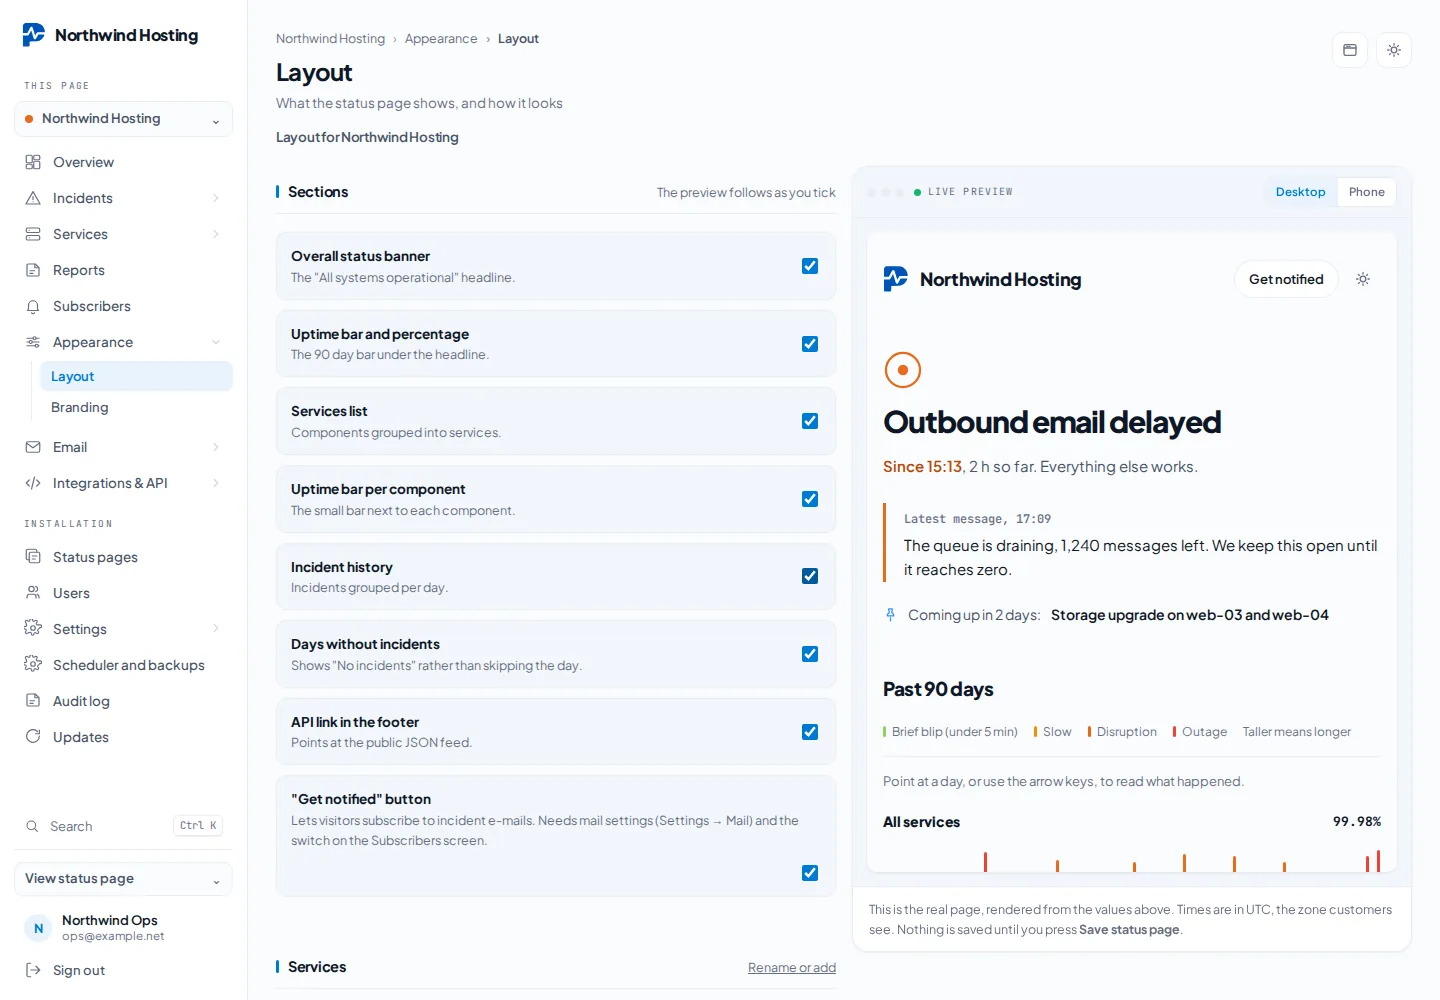 Northwind Hosting
THIS PAGE
Northwind Hosting
Overview
Incidents
Services
Reports
Subscribers
Appearance
Layout
Branding
Email
Integrations & API
INSTALLATION
Status pages
Users
Settings
Scheduler and backups
Audit log
Updates
Search
Ctrl K
View status page
N
Northwind Ops
ops@example.net
Sign out
Northwind Hosting › Appearance › Layout
Layout
What the status page shows, and how it looks
Layout for Northwind Hosting
Sections
The preview follows as you tick
Overall status banner
The "All systems operational" headline.
Uptime bar and percentage
The 90 day bar under the headline.
Services list
Components grouped into services.
Uptime bar per component
The small bar next to each component.
Incident history
Incidents grouped per day.
Days without incidents
Shows "No incidents" rather than skipping the day.
API link in the footer
Points at the public JSON feed.
"Get notified" button
Lets visitors subscribe to incident e-mails. Needs mail settings (Settings → Mail) and the
switch on the Subscribers screen.
Services
Rename or add
LIVE PREVIEW
Desktop
Phone
Northwind Hosting
Get notified
Outbound email delayed
Since 15:13, 2 h so far. Everything else works.
Latest message, 17:09
The queue is draining, 1,240 messages left. We keep this open until
it reaches zero.
Coming up in 2 days: Storage upgrade on web-03 and web-04
Past 90 days
Brief blip (under 5 min) Slow Disruption Outage Taller means longer
Point at a day, or use the arrow keys, to read what happened.
All services
99.98%
This is the real page, rendered from the values above. Times are in UTC, the zone customers
see. Nothing is saved until you press Save status page.